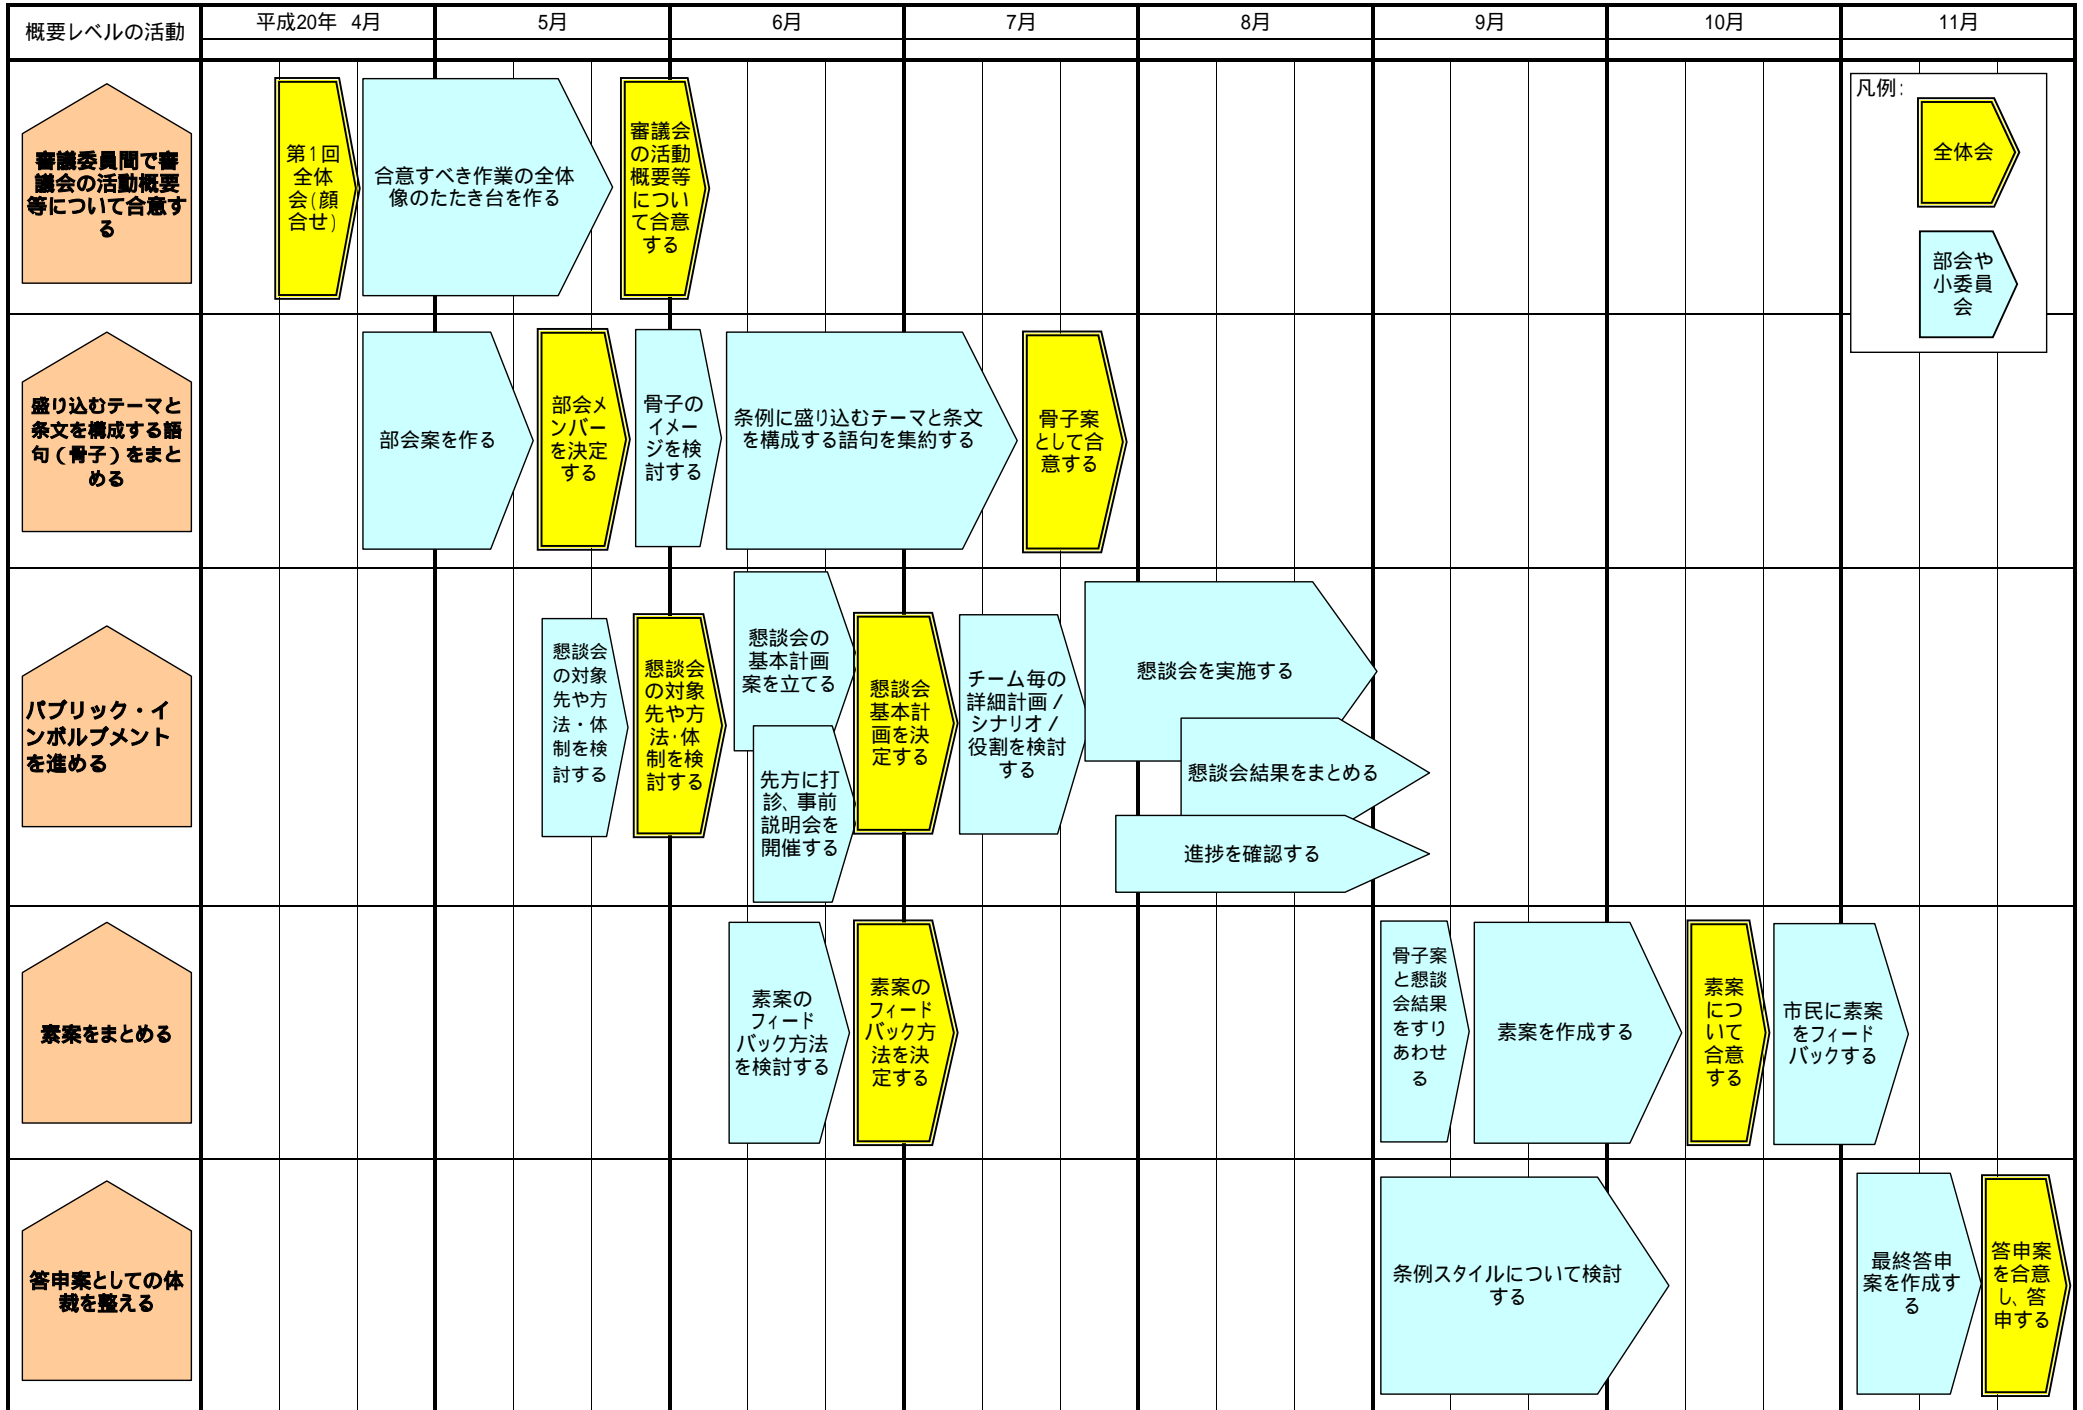 概要レベルの活動
平成20年 4月
5月
6月
7月
8月
9月
10月
11月
審議委員間で審
議会の活動概要
等について合意す
る
第1回
全体
会(顔
合せ)
合意すべき作業の全体
像のたたき台を作る
審議会
の活動
概要等
につい
て合意
する
凡例:
全体会
部会や
小委員
会
盛り込むテーマと
条文を構成する語
句(骨子)をまと
める
部会案を作る
部会メ
ンバー
を決定
する
骨子の
イメー
ジを検
討する
条例に盛り込むテーマと条文
を構成する語句を集約する
骨子案
として合
意する
パブリック・イ
ンボルブメント
を進める
懇談会
の対象
先や方
法・体
制を検
討する
懇談会
の対象
先や方
法・体
制を検
討する
懇談会の
基本計画
案を立てる
先方に打
診、事前
説明会を
開催する
懇談会
基本計
画を決
定する
チーム毎の
詳細計画/
シナリオ/
役割を検討
する
懇談会を実施する
懇談会結果をまとめる
進捗を確認する
素案をまとめる
素案の
フィード
バック方法
を検討する
素案の
フィード
バック方
法を決
定する
骨子案
と懇談
会結果
をすり
あわせ
る
素案を作成する
素案
につ
いて
合意
する
市民に素案
をフィード
バックする
答申案としての体
裁を整える
条例スタイルについて検討
する
最終答申
案を作成す
る
答申案
を合意
し、答
申する